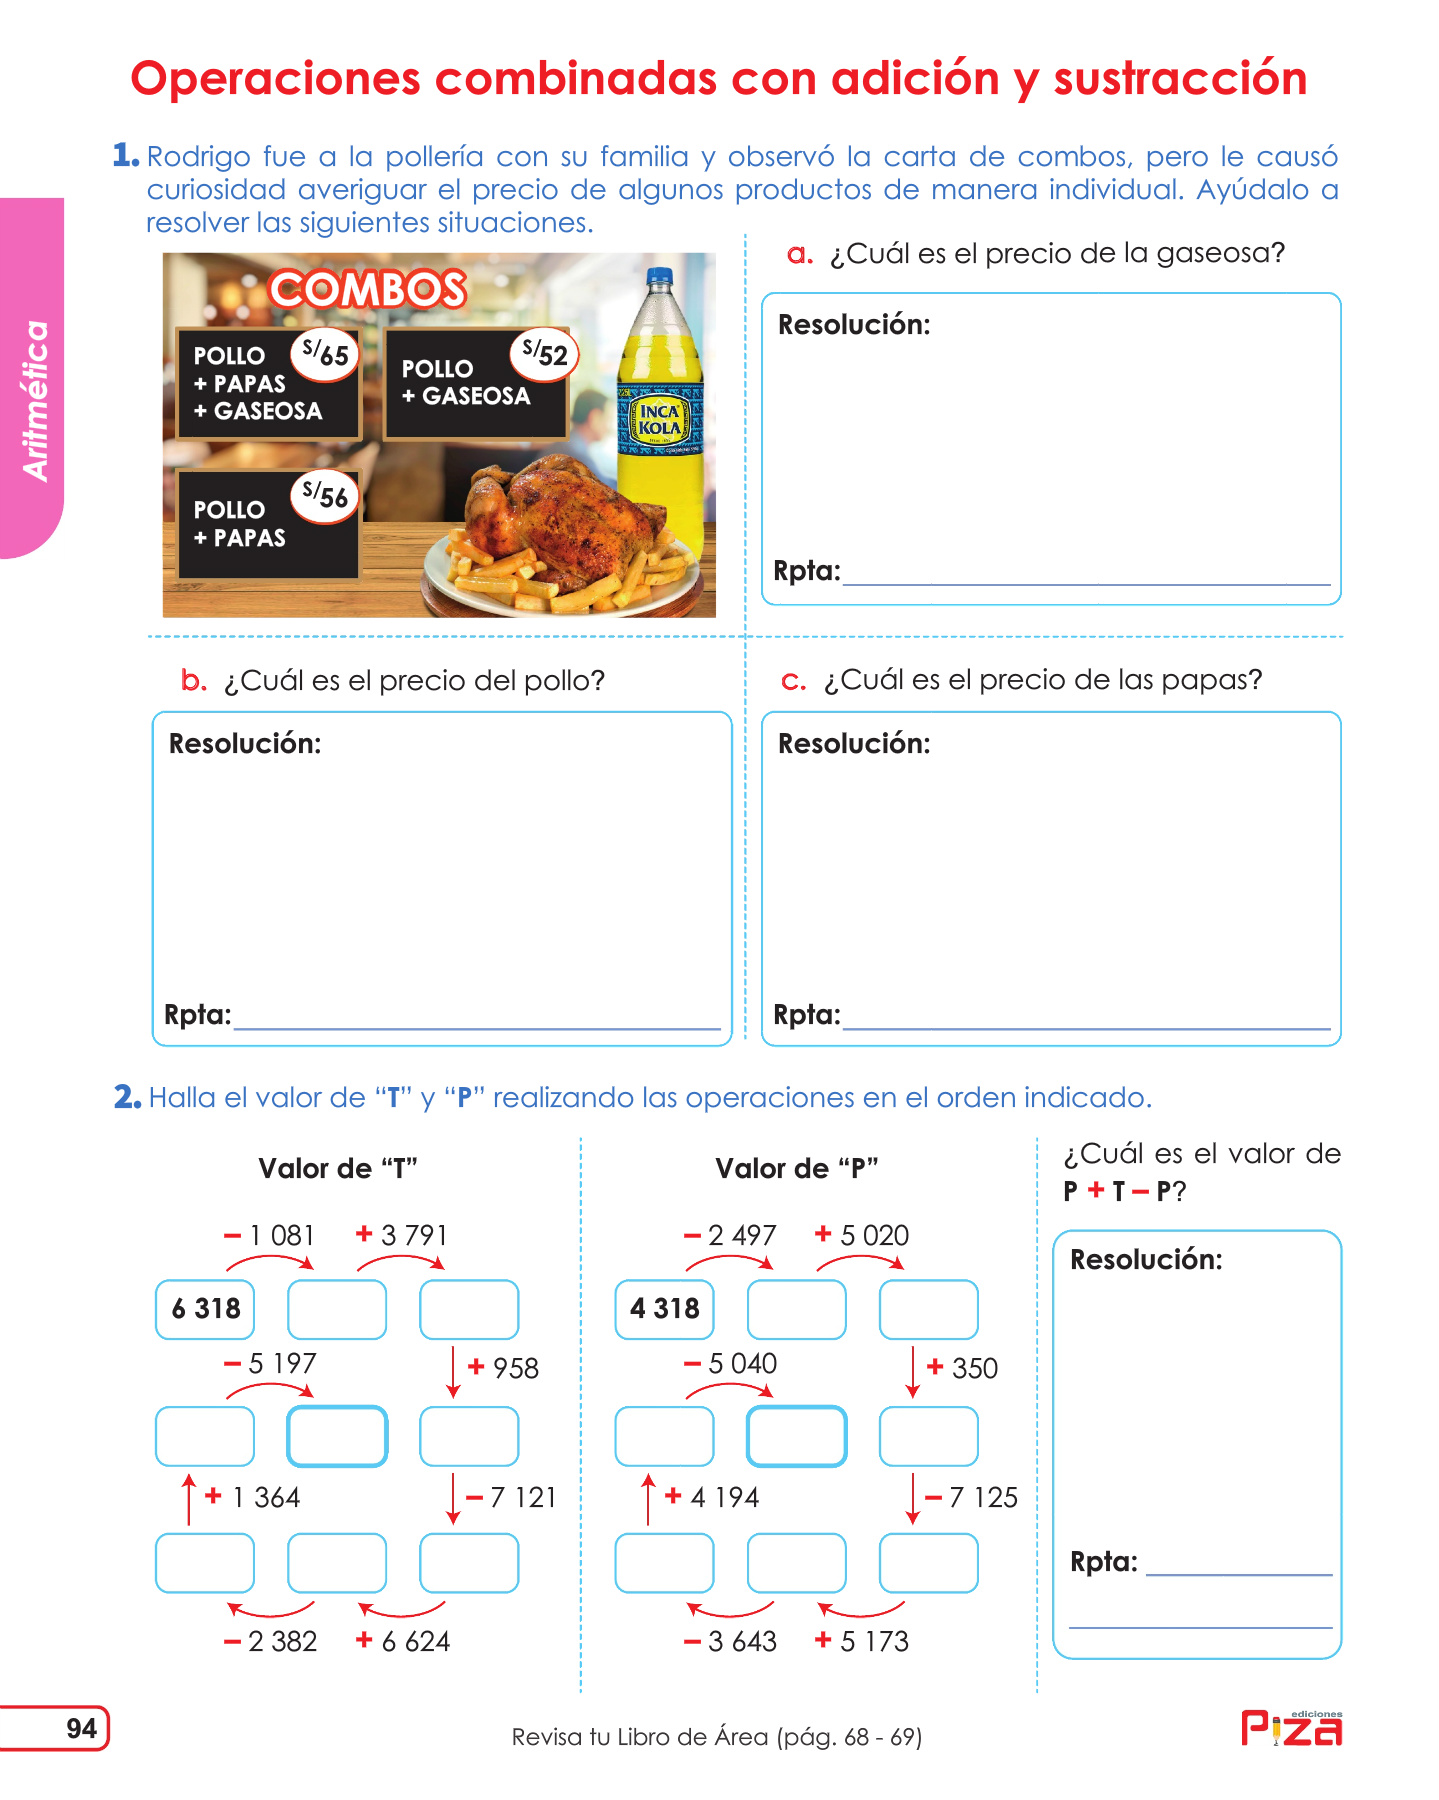 Operaciones combinadas con adición y sustracción
1. Rodrigo fue a la pollería con su familia y observó la carta de combos, pero le causó
curiosidad averiguar el precio de algunos productos de manera individual. Ayúdalo a
resolver las siguientes situaciones.
Aritmética
COMBOS
POLLO
+ PAPAS
+ GASEOSA
S/65
POLLO
+ GASEOSA
S/52
POLLO
+ PAPAS
S/56
INCA
KOLA
a. ¿Cuál es el precio de la gaseosa?
Resolución:
Rpta:
b. ¿Cuál es el precio del pollo?
Resolución:
Rpta:
c. ¿Cuál es el precio de las papas?
Resolución:
Rpta:
2. Halla el valor de “T” y “P” realizando las operaciones en el orden indicado.
Valor de “T”
– 1 081 + 3 791
6 318
– 5 197 + 958
+ 1 364 – 7 121
– 2 382 + 6 624
Valor de “P”
– 2 497 + 5 020
4 318
– 5 040 + 350
+ 4 194 – 7 125
– 3 643 + 5 173
¿Cuál es el valor de
P + T – P?
Resolución:
Rpta:
94
Revisa tu Libro de Área (pág. 68 - 69)
ediciones
Piza